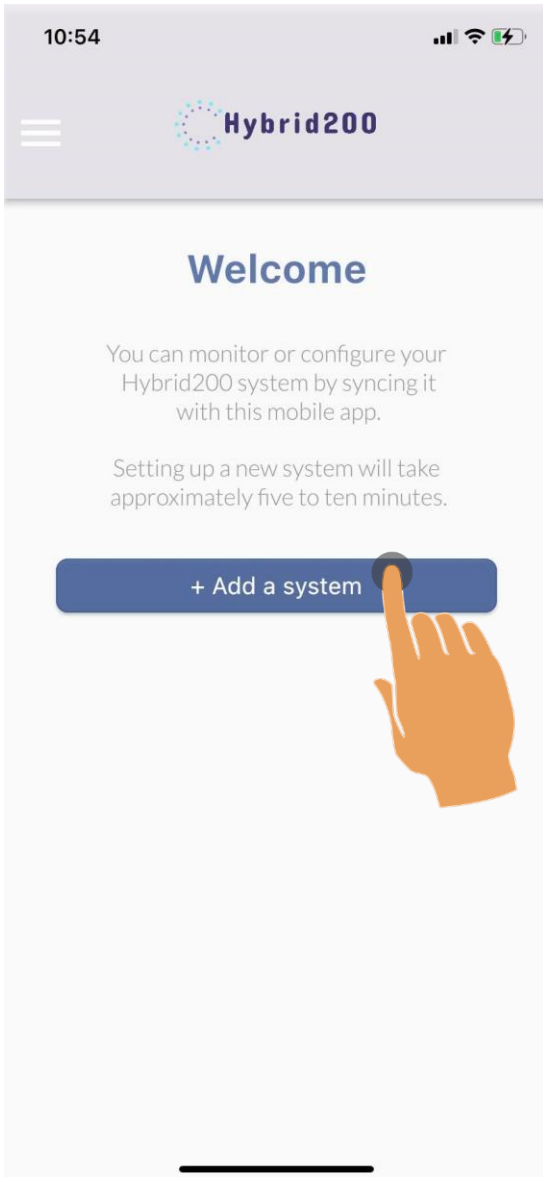 10:54
Hybrid200
Welcome
You can monitor or configure your
Hybrid200 system by syncing it
with this mobile app.
Setting up a new system will take
approximately five to ten minutes.
+ Add a system